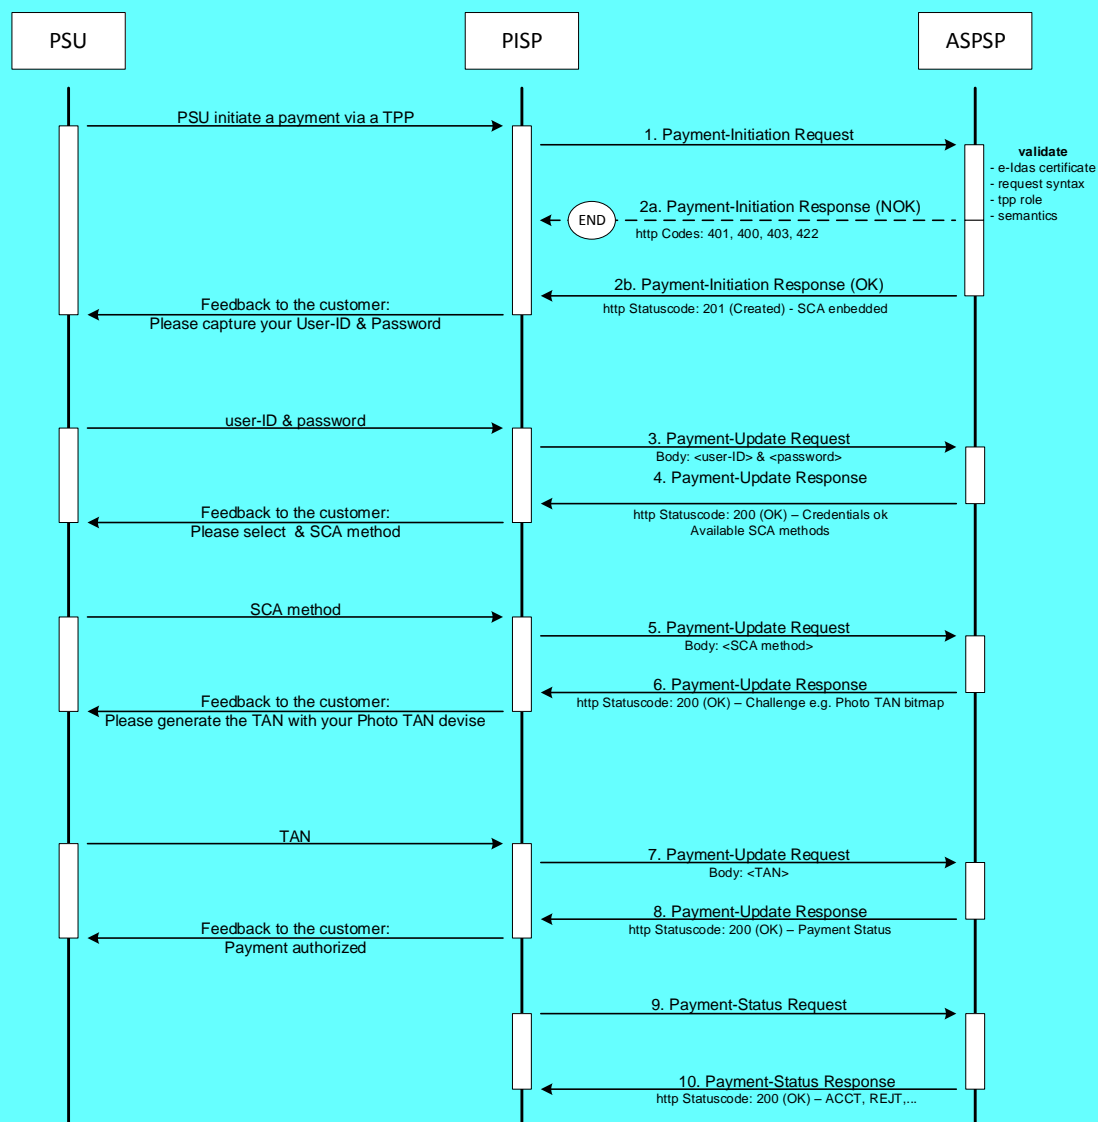 PSU
PISP
ASPSP
PSU initiate a payment via a TPP
1. Payment-Initiation Request
validate
- e-Idas certificate
- request syntax
- tpp role
- semantics
2a. Payment-Initiation Response (NOK)
END
http Codes: 401, 400, 403, 422
2b. Payment-Initiation Response (OK)
http Statuscode: 201 (Created) - SCA enbedded
Feedback to the customer:
Please capture your User-ID & Password
user-ID & password
3. Payment-Update Request
Body: <user-ID> & <password>
4. Payment-Update Response
http Statuscode: 200 (OK) – Credentials ok
Available SCA methods
Feedback to the customer:
Please select & SCA method
SCA method
5. Payment-Update Request
Body: <SCA method>
6. Payment-Update Response
http Statuscode: 200 (OK) – Challenge e.g. Photo TAN bitmap
Feedback to the customer:
Please generate the TAN with your Photo TAN devise
TAN
7. Payment-Update Request
Body: <TAN>
8. Payment-Update Response
http Statuscode: 200 (OK) – Payment Status
Feedback to the customer:
Payment authorized
9. Payment-Status Request
10. Payment-Status Response
http Statuscode: 200 (OK) – ACCT, REJT,...